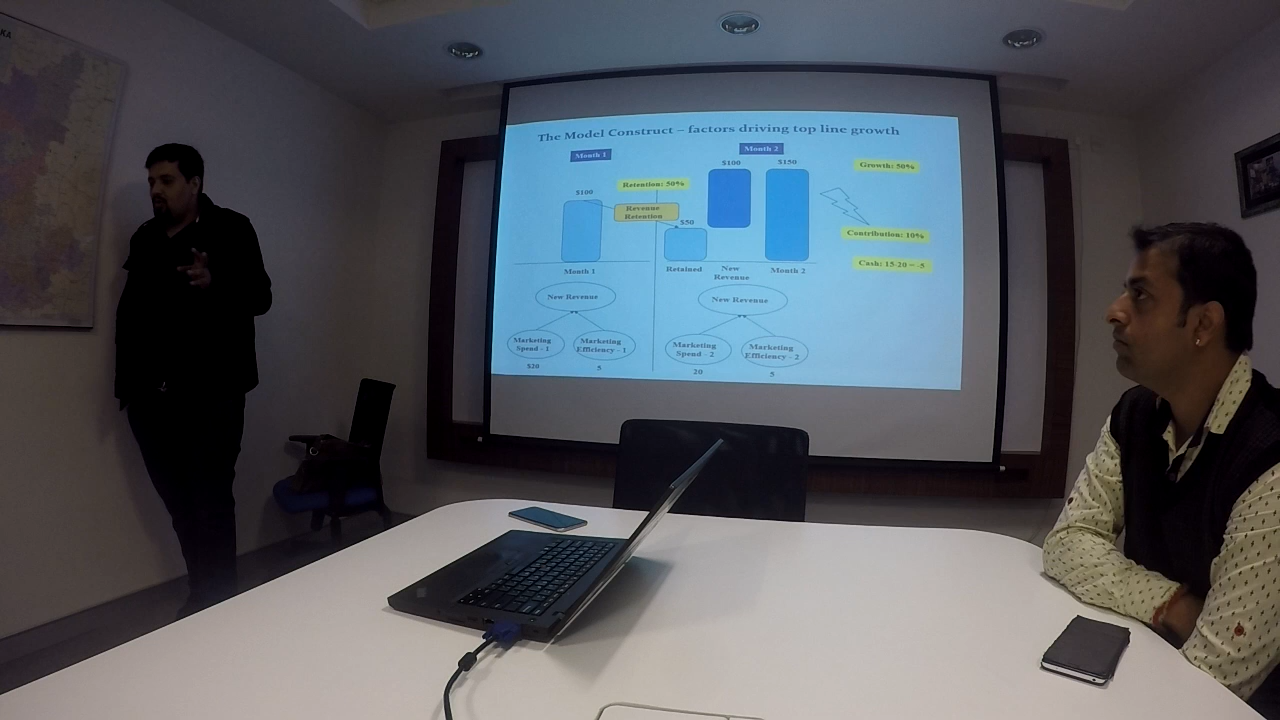 KA
The Model Construct – factors driving top line growth
Month 1
Month 2
$100
$150
Growth: 50%
Retention: 50%
$100
Revenue
Retention
$50
Contribution: 10%
Cash: 15-20 = -5
Month 1
Retained
New
Revenue
Month 2
New Revenue
New Revenue
Marketing
Spend - 1
Marketing
Efficiency - 1
Marketing
Spend - 2
Marketing
Efficiency - 2
$20
5
20
5